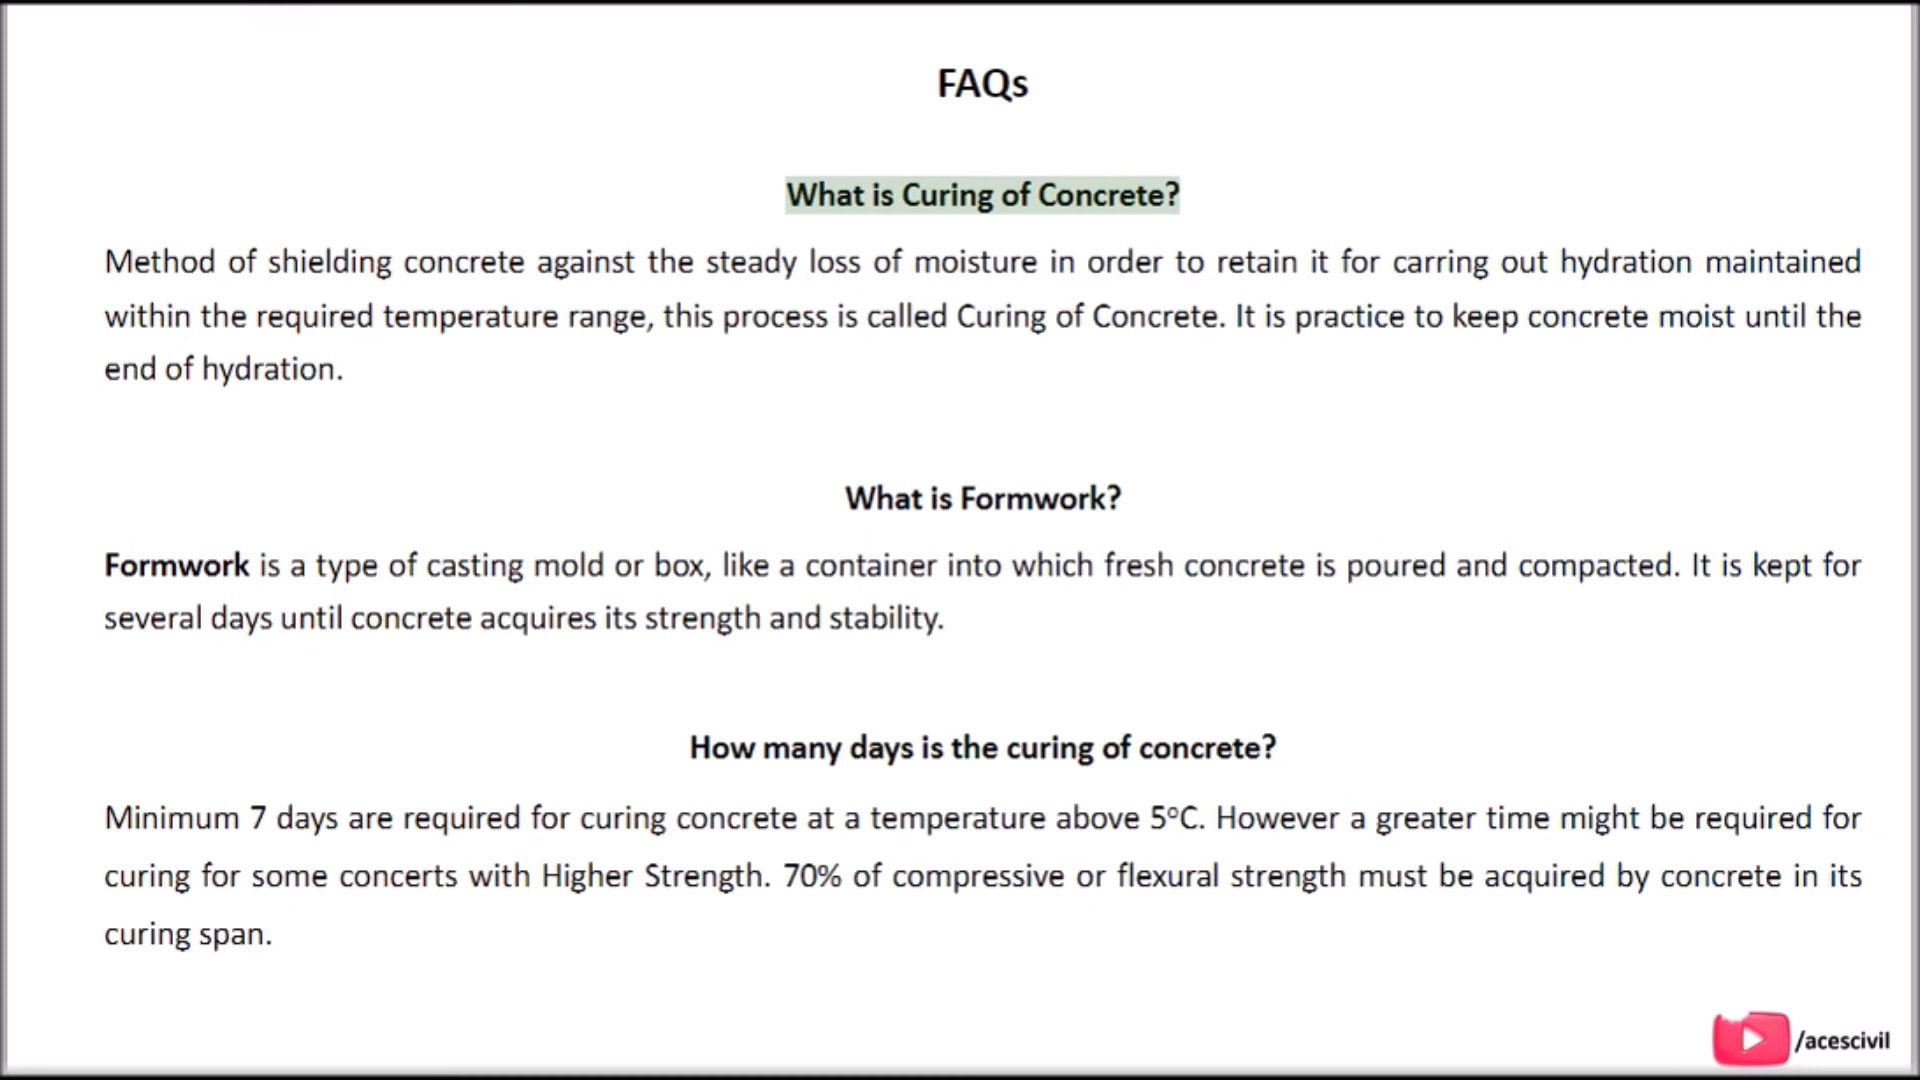 FAQs
What is Curing of Concrete?
Method of shielding concrete against the steady loss of moisture in order to retain it for carring out hydration maintained
within the required temperature range, this process is called Curing of Concrete. It is practice to keep concrete moist until the
end of hydration.
What is Formwork?
Formwork is a type of casting mold or box, like a container into which fresh concrete is poured and compacted. It is kept for
several days until concrete acquires its strength and stability.
How many days is the curing of concrete?
Minimum 7 days are required for curing concrete at a temperature above 5°C. However a greater time might be required for
curing for some concerts with Higher Strength. 70% of compressive or flexural strength must be acquired by concrete in its
curing span.
/acescivil